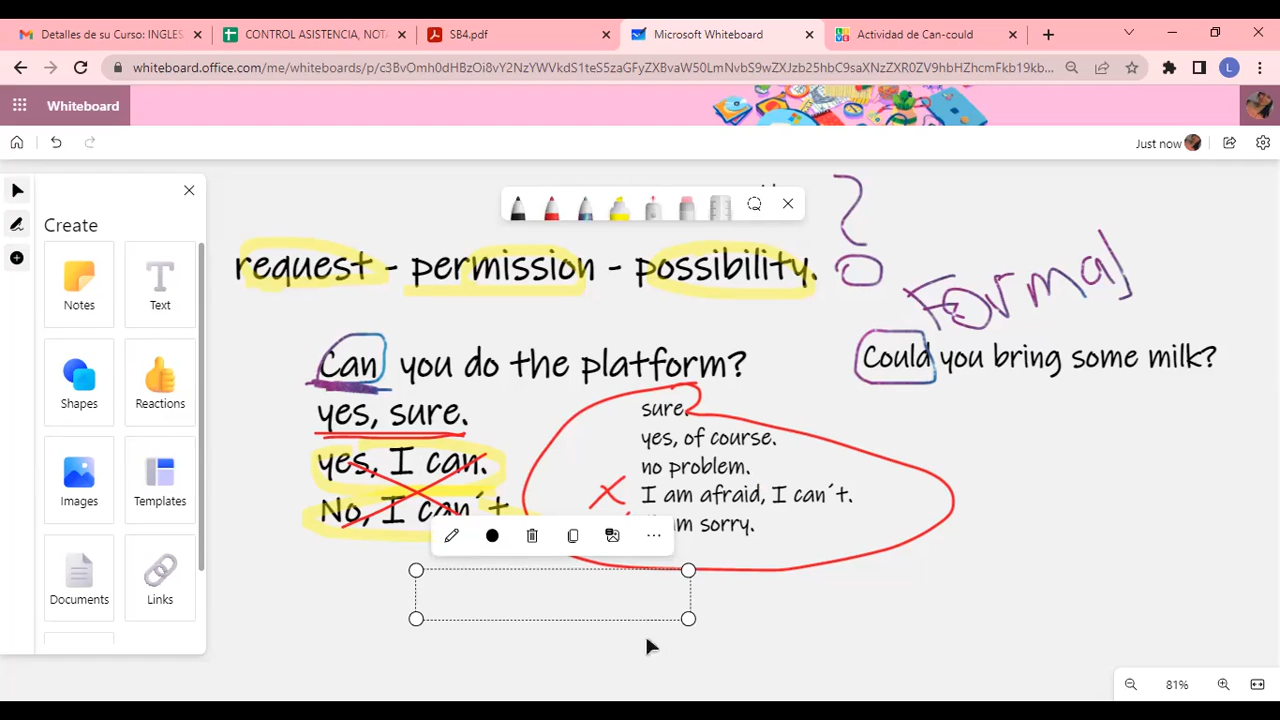 Detalles de su Curso: INGLES
CONTROL ASISTENCIA, NOTA
SB4.pdf
Microsoft Whiteboard
Actividad de Can-could
whiteboard.office.com/me/whiteboards/p/c3BvOmh0dHBzOi8vY2NzYWVkdS1teS5zaGFyZXBvaW50LmNvbS9wZXJzb25hbC9saXNzZXR0ZV9hbHZhcmFkb19kb...
L
Whiteboard
Just now
Create
Notes
Text
Shapes
Reactions
Images
Templates
Documents
Links
?
request - permission - possibility.
Formal
Can you do the platform?
Could you bring some milk?
yes, sure.
sure.
yes, of course.
yes, I can.
no problem.
I am afraid, I can´t.
No, I can´t
am sorry.
81%